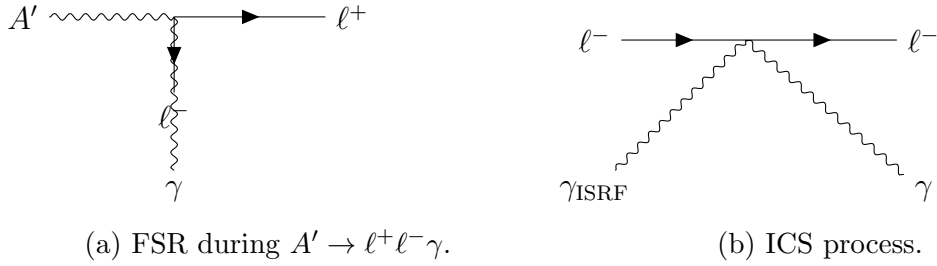 A′ ℓ+
ℓ− ℓ−
ℓ−
γ
γISRF γ
(a) FSR during A′ → ℓ+ℓ−γ. (b) ICS process.